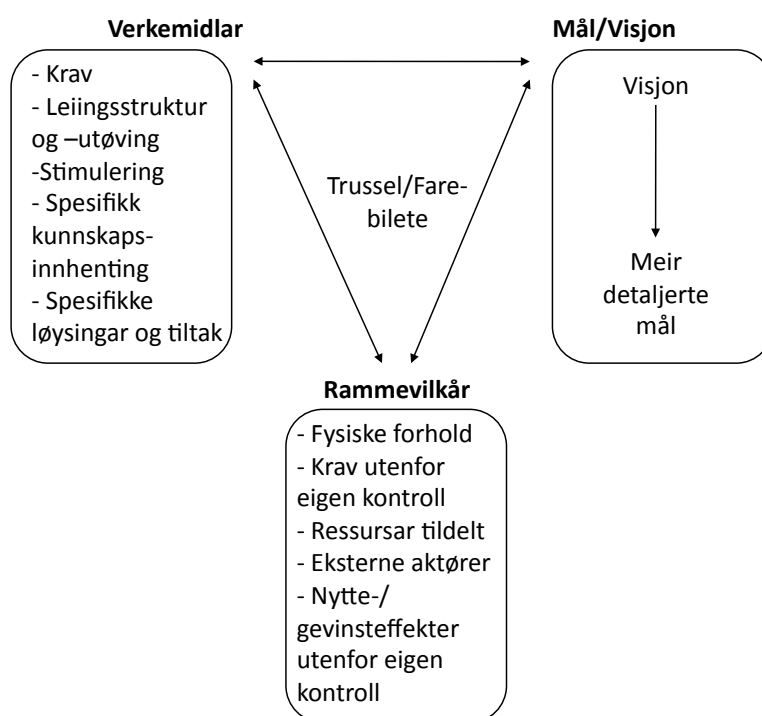 Verkemidlar
- Krav
- Leiingsstruktur
og –utøving
-Stimulering
- Spesifikk
kunnskaps-
innhenting
- Spesifikke
løysingar og tiltak
Mål/Visjon
Visjon
Meir
detaljerte
mål
Trussel/Fare-
bilete
Rammevilkår
- Fysiske forhold
- Krav utenfor
eigen kontroll
- Ressursar tildelt
- Eksterne aktører
- Nytte-/
gevinsteffekter
utenfor eigen
kontroll